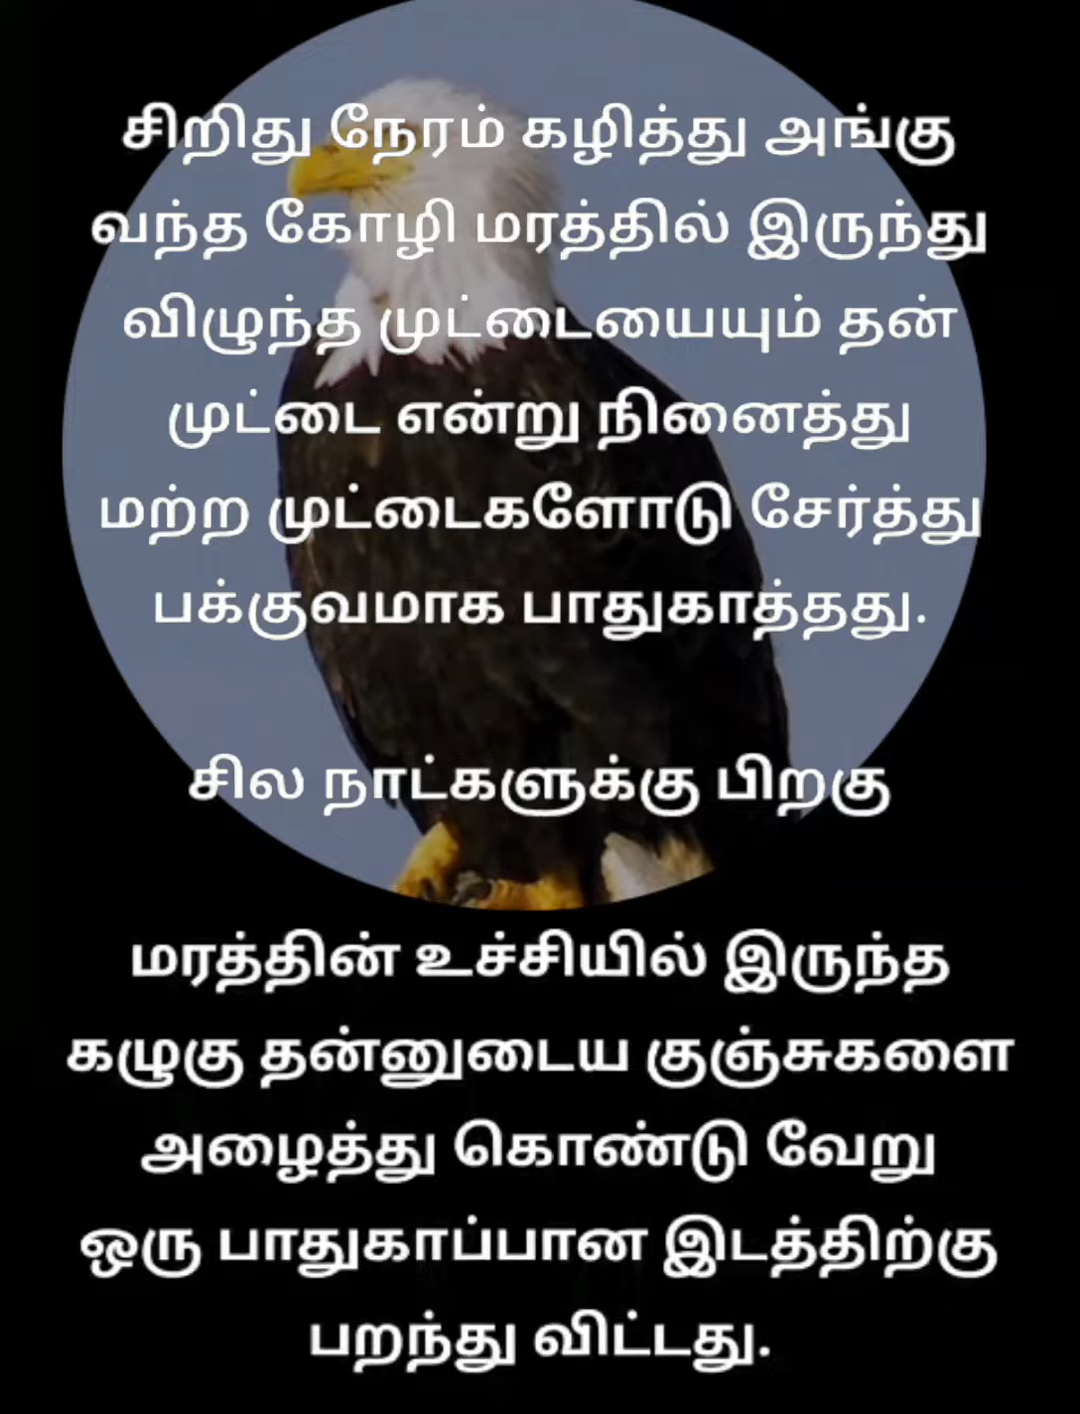 சிறிது நேரம் கழித்து அங்கு
வந்த கோழி மரத்தில் இருந்து
விழுந்த முட்டையையும் தன்
முட்டை என்று நினைத்து
மற்ற முட்டைகளோடு சேர்த்து
பக்குவமாக பாதுகாத்தது.
சில நாட்களுக்கு பிறகு
மரத்தின் உச்சியில் இருந்த
கழுகு தன்னுடைய குஞ்சுகளை
அழைத்து கொண்டு வேறு
ஒரு பாதுகாப்பான இடத்திற்கு
பறந்து விட்டது.